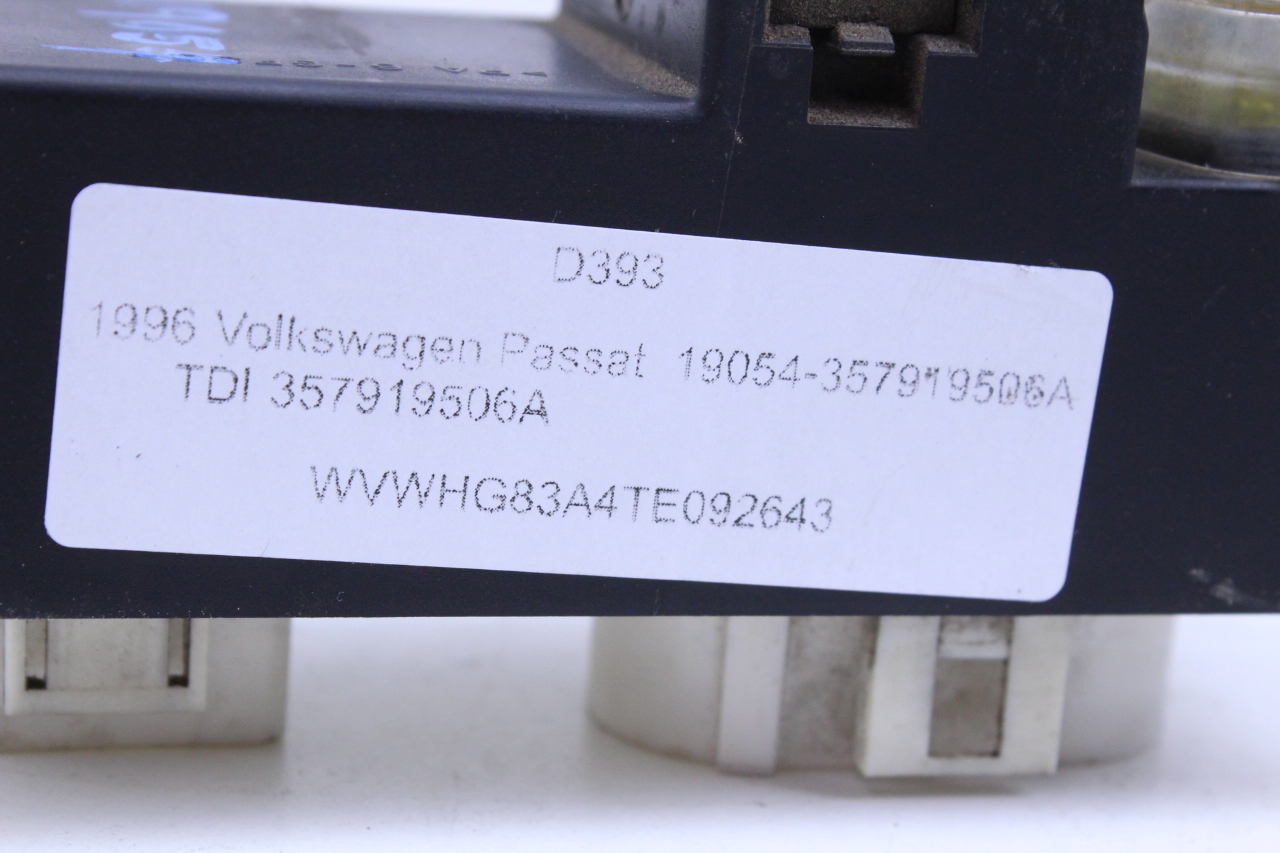 D393
1996 Volkswagen Passat 19054-357919506A
TDI 357919506A
WVWHG83A4TE092643